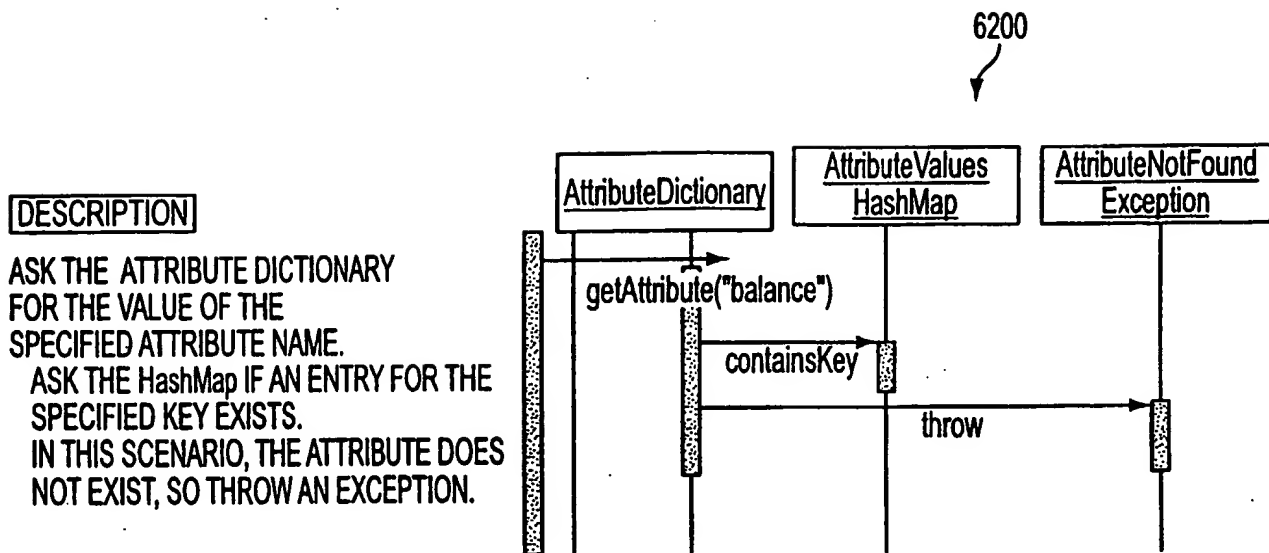 6200
AttributeDictionary
AttributeValues
HashMap
AttributeNotFound
Exception
DESCRIPTION
ASK THE ATTRIBUTE DICTIONARY
FOR THE VALUE OF THE
SPECIFIED ATTRIBUTE NAME.
ASK THE HashMap IF AN ENTRY FOR THE
SPECIFIED KEY EXISTS.
IN THIS SCENARIO, THE ATTRIBUTE DOES
NOT EXIST, SO THROW AN EXCEPTION.
getAttribute("balance")
containsKey
throw